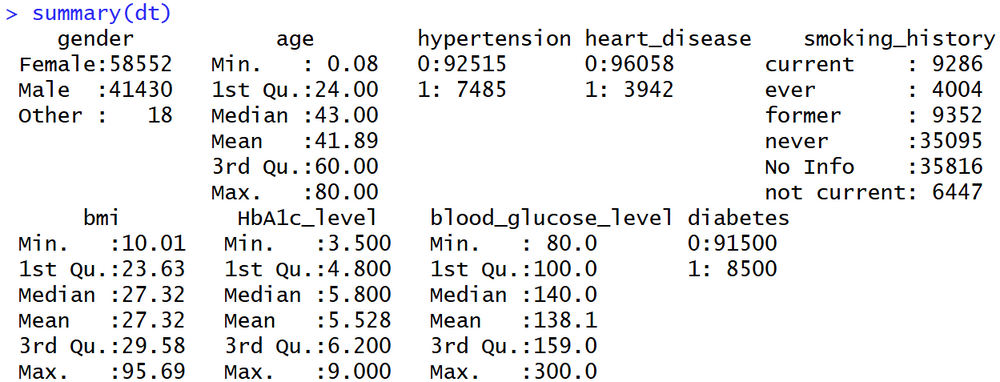 > summary(dt)
    gender           age         hypertension heart_disease     smoking_history
 Female:58552   Min.   : 0.08   0:92515      0:96058       current    : 9286
 Male  :41430   1st Qu.:24.00   1: 7485      1: 3942       ever       : 4004
 Other :   18   Median :43.00                              former     : 9352
                Mean   :41.89                              never      :35095
                3rd Qu.:60.00                              No Info    :35816
                Max.   :80.00                              not current: 6447
      bmi          HbA1c_level    blood_glucose_level diabetes
 Min.   :10.01   Min.   :3.500   Min.   : 80.0       0:91500
 1st Qu.:23.63   1st Qu.:4.800   1st Qu.:100.0       1: 8500
 Median :27.32   Median :5.800   Median :140.0
 Mean   :27.32   Mean   :5.528   Mean   :138.1
 3rd Qu.:29.58   3rd Qu.:6.200   3rd Qu.:159.0
 Max.   :95.69   Max.   :9.000   Max.   :300.0